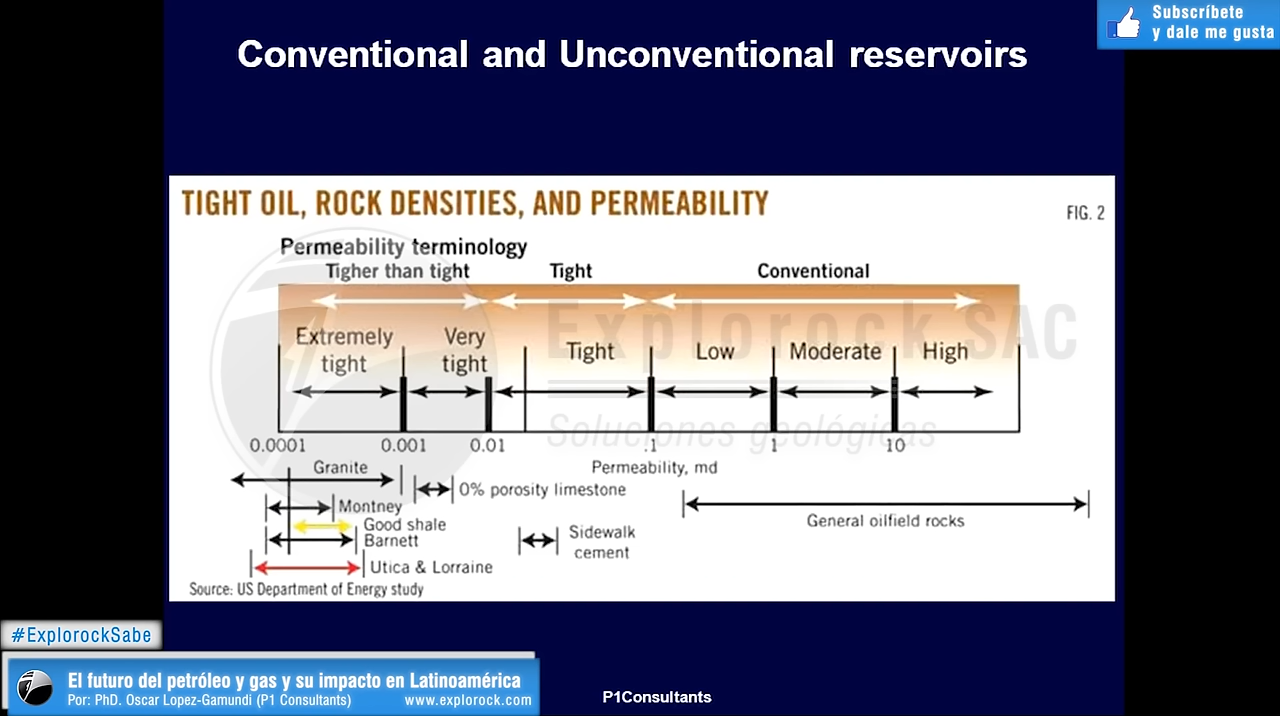 Subscríbete
y dale me gusta
Conventional and Unconventional reservoirs
TIGHT OIL, ROCK DENSITIES, AND PERMEABILITY
FIG. 2
Permeability terminology
Tigher than tight
Tight
Conventional
Explorock SAC
Soluciones geológicas
Extremely
tight
Very
tight
Tight
Low
Moderate
High
0.0001
0.001
0.01
.1
1
10
Permeability, md
Granite
0% porosity limestone
Montney
Good shale
Barnett
Utica & Lorraine
Sidewalk
cement
General oilfield rocks
Source: US Department of Energy study
#ExplorockSabe
El futuro del petróleo y gas y su impacto en Latinoamérica
Por: PhD. Oscar Lopez-Gamundi (P1 Consultants)
www.explorock.com
P1Consultants